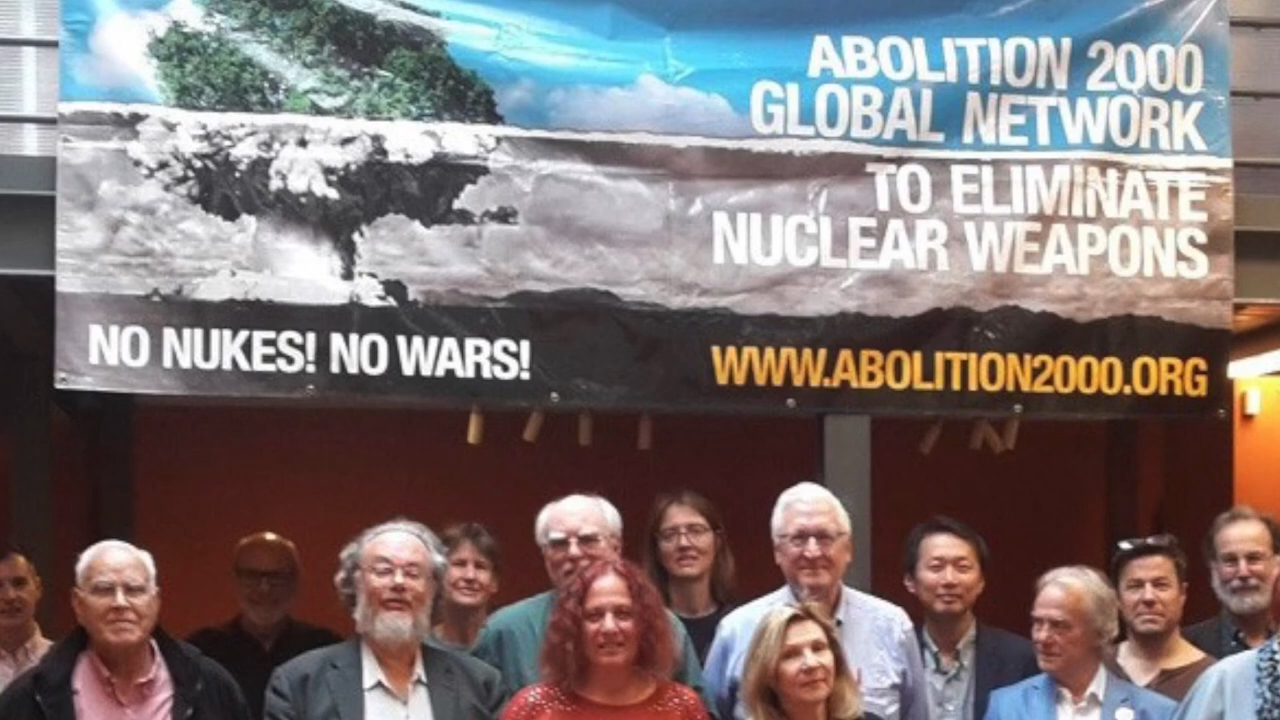 ABOLITION 2000
GLOBAL NETWORK
TO ELIMINATE
NUCLEAR WEAPONS
NO NUKES! NO WARS!
WWW.ABOLITION2000.ORG